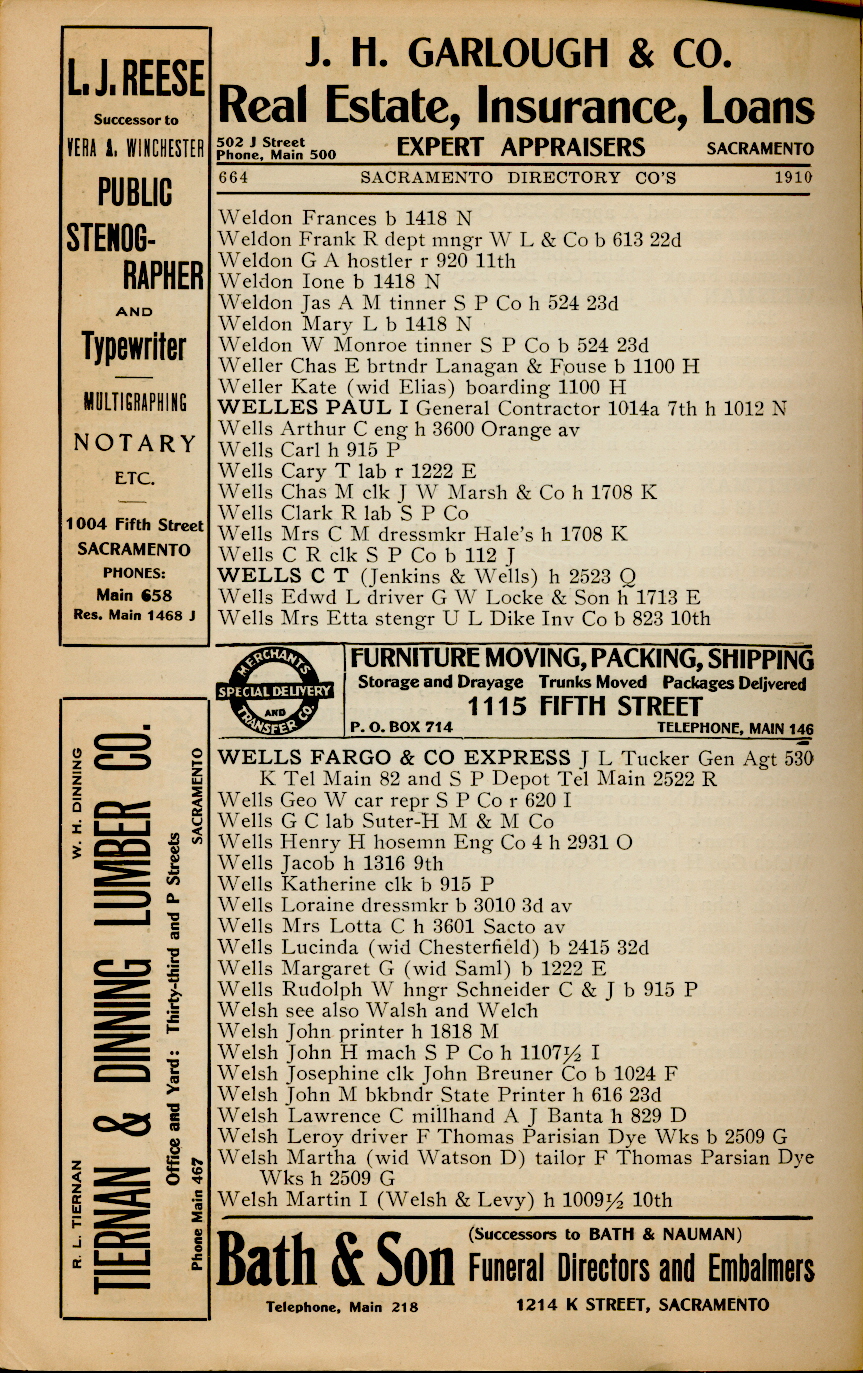 L. J. REESE
Successor to
VERA A. WINCHESTER
PUBLIC
STENOG-
RAPHER
AND
Typewriter
MULTIGRAPHING
NOTARY
ETC.
1004 Fifth Street
SACRAMENTO
PHONES:
Main 658
Res. Main 1468 J
J. H. GARLOUGH & CO.
Real Estate, Insurance, Loans
502 J Street
Phone, Main 500
EXPERT APPRAISERS SACRAMENTO
664 SACRAMENTO DIRECTORY CO'S 1910
Weldon Frances b 1418 N
Weldon Frank R dept mngr W L & Co b 613 22d
Weldon G A hostler r 920 11th
Weldon Ione b 1418 N
Weldon Jas A M tinner S P Co h 524 23d
Weldon Mary L b 1418 N
Weldon W Monroe tinner S P Co b 524 23d
Weller Chas E brtndr Lanagan & Fouse b 1100 H
Weller Kate (wid Elias) boarding 1100 H
WELLES PAUL I General Contractor 1014a 7th h 1012 N
Wells Arthur C eng h 3600 Orange av
Wells Carl h 915 P
Wells Cary T lab r 1222 E
Wells Chas M clk J W Marsh & Co h 1708 K
Wells Clark R lab S P Co
Wells Mrs C M dressmkr Hale's h 1708 K
Wells C R clk S P Co b 112 J
WELLS C T (Jenkins & Wells) h 2523 Q
Wells Edwd L driver G W Locke & Son h 1713 E
Wells Mrs Etta stengr U L Dike Inv Co b 823 10th
MERCHANTS
SPECIAL DELIVERY
AND
TRANSFER CO.
FURNITURE MOVING, PACKING, SHIPPING
Storage and Drayage Trunks Moved Packages Delivered
1115 FIFTH STREET
P. O. BOX 714 TELEPHONE, MAIN 146
WELLS FARGO & CO EXPRESS J L Tucker Gen Agt 530
K Tel Main 82 and S P Depot Tel Main 2522 R
Wells Geo W car repr S P Co r 620 I
Wells G C lab Suter-H M & M Co
Wells Henry H hosemn Eng Co 4 h 2931 O
Wells Jacob h 1316 9th
Wells Katherine clk b 915 P
Wells Loraine dressmkr b 3010 3d av
Wells Mrs Lotta C h 3601 Sacto av
Wells Lucinda (wid Chesterfield) b 2415 32d
Wells Margaret G (wid Saml) b 1222 E
Wells Rudolph W hngr Schneider C & J b 915 P
Welsh see also Walsh and Welch
Welsh John printer h 1818 M
Welsh John H mach S P Co h 1107½ I
Welsh Josephine clk John Breuner Co b 1024 F
Welsh John M bkbndr State Printer h 616 23d
Welsh Lawrence C millhand A J Banta h 829 D
Welsh Leroy driver F Thomas Parisian Dye Wks b 2509 G
Welsh Martha (wid Watson D) tailor F Thomas Parsian Dye
Wks h 2509 G
Welsh Martin I (Welsh & Levy) h 1009½ 10th
R. L. TIERNAN W. H. DINNING
TIERNAN & DINNING LUMBER CO.
Office and Yard: Thirty-third and P Streets
Phone Main 467 SACRAMENTO
Bath & Son
(Successors to BATH & NAUMAN)
Funeral Directors and Embalmers
Telephone, Main 218 1214 K STREET, SACRAMENTO